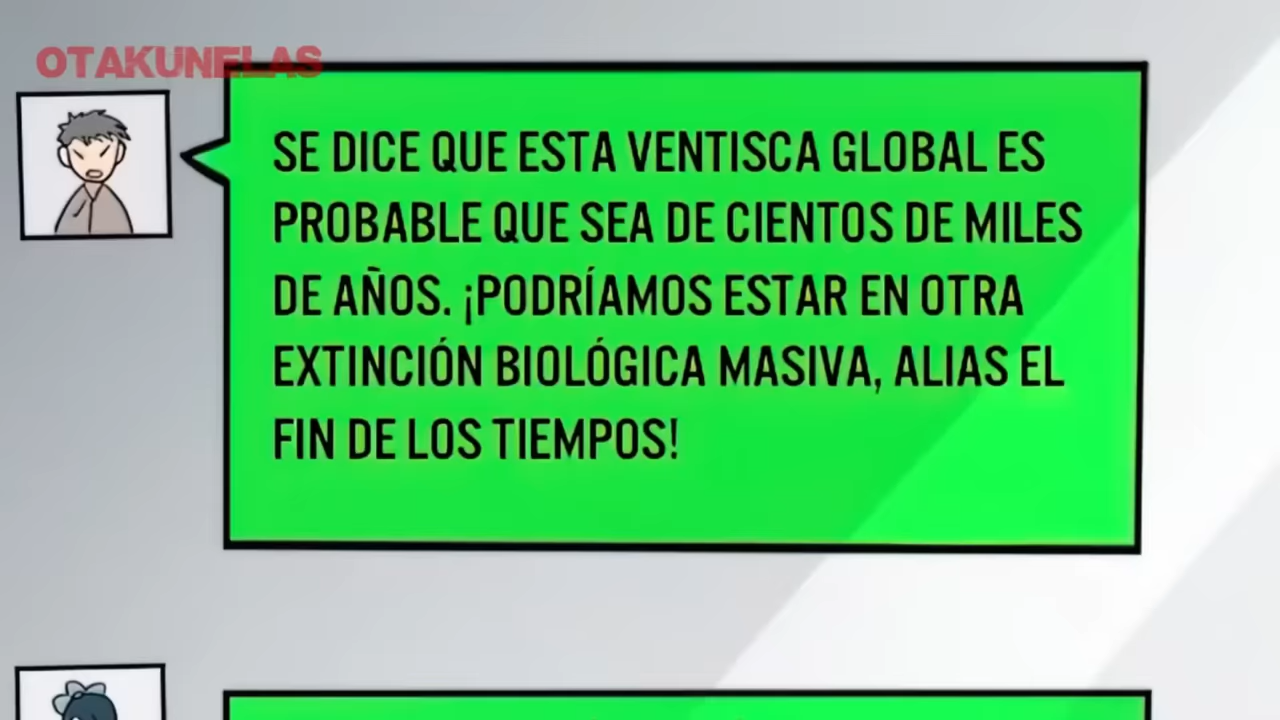 OTAKUNELAS
SE DICE QUE ESTA VENTISCA GLOBAL ES
PROBABLE QUE SEA DE CIENTOS DE MILES
DE AÑOS. ¡PODRÍAMOS ESTAR EN OTRA
EXTINCIÓN BIOLÓGICA MASIVA, ALIAS EL
FIN DE LOS TIEMPOS!